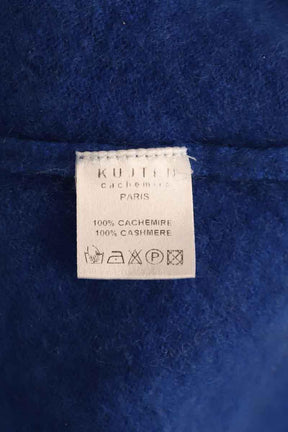 KUJTEN
cachemire
PARIS
100% CACHEMIRE
100% CASHMERE
P